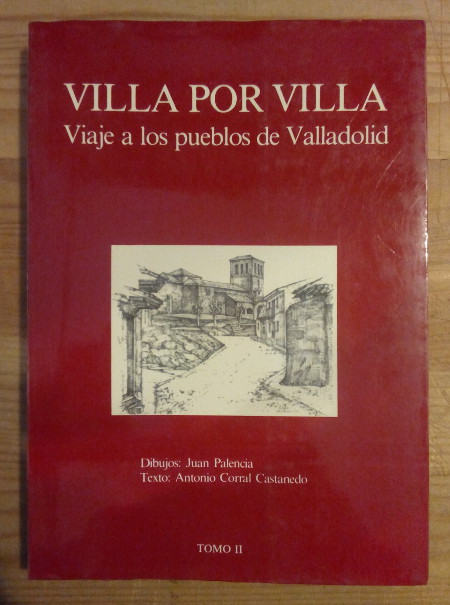 VILLA POR VILLA
Viaje a los pueblos de Valladolid
Dibujos: Juan Palencia
Texto: Antonio Corral Castanedo
TOMO II